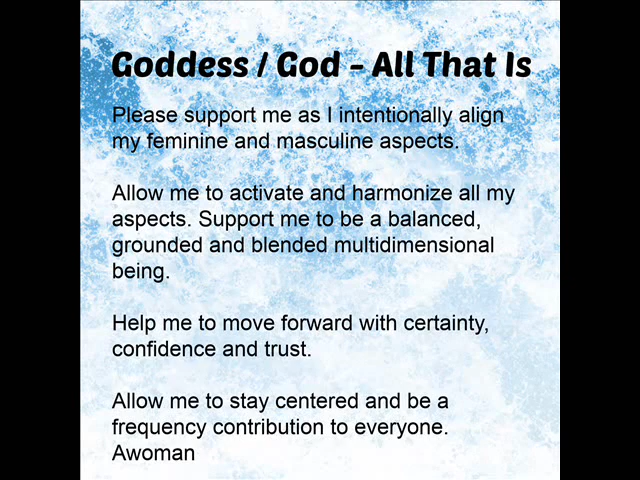 Goddess / God - All That Is
Please support me as I intentionally align
my feminine and masculine aspects.
Allow me to activate and harmonize all my
aspects. Support me to be a balanced,
grounded and blended multidimensional
being.
Help me to move forward with certainty,
confidence and trust.
Allow me to stay centered and be a
frequency contribution to everyone.
Awoman